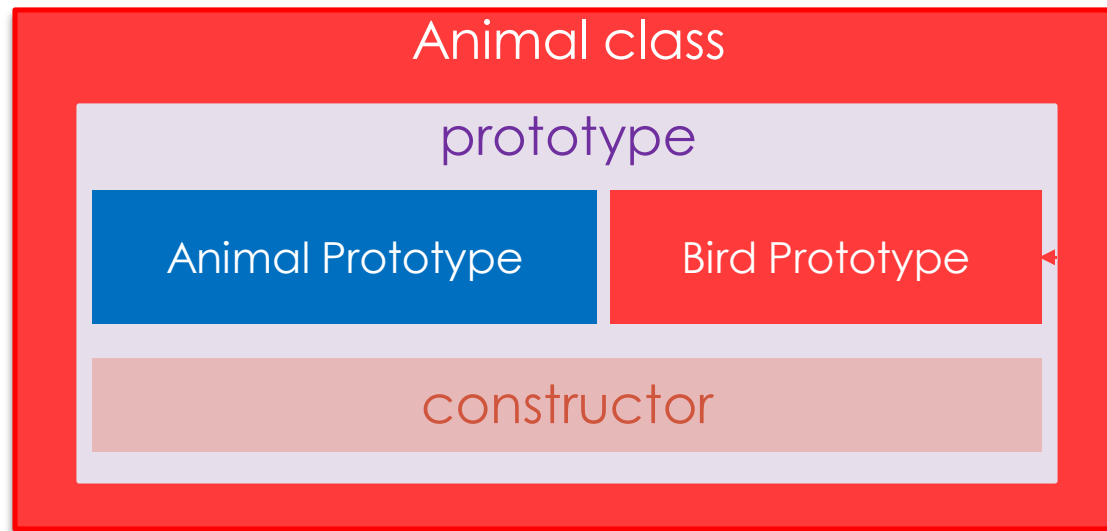 Animal class
prototype
Animal Prototype
Bird Prototype
constructor